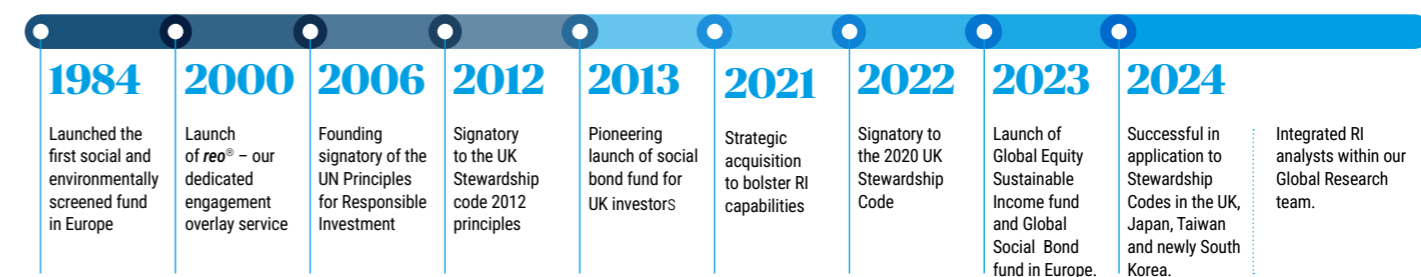 1984
Launched the
first social and
environmentally
screened fund
in Europe
2000
Launch
of reo® – our
dedicated
engagement
overlay service
2006
Founding
signatory of the
UN Principles
for Responsible
Investment
2012
Signatory
to the UK
Stewardship
code 2012
principles
2013
Pioneering
launch of social
bond fund for
UK investors
2021
Strategic
acquisition
to bolster RI
capabilities
2022
Signatory to
the 2020 UK
Stewardship
Code
2023
Launch of
Global Equity
Sustainable
Income fund
and Global
Social Bond
fund in Europe.
2024
Successful in
application to
Stewardship
Codes in the UK,
Japan, Taiwan
and newly South
Korea.
Integrated RI
analysts within our
Global Research
team.